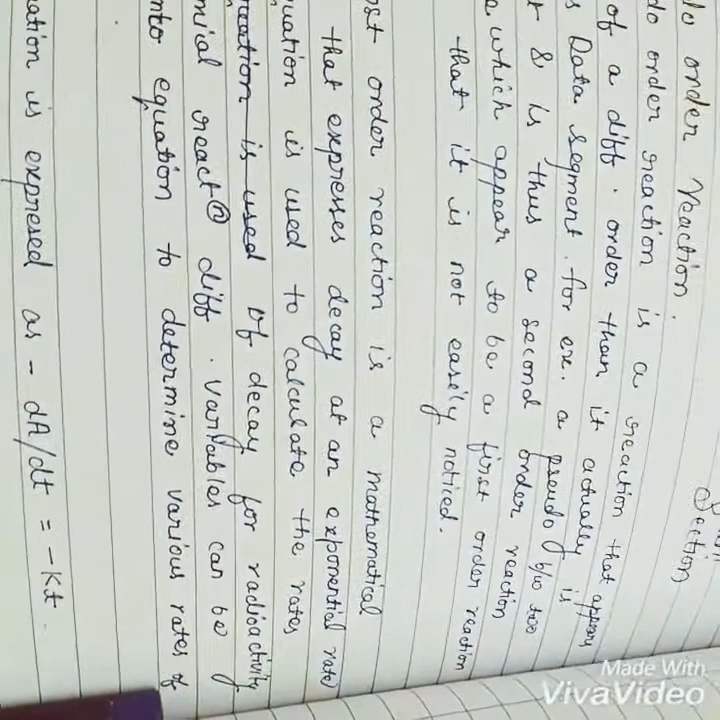 do order reaction.
do order reaction is a reaction that appears
of a diff. order than it actually is
s Data segment. for ex. a pseudo b/w two
r & is thus a second order reaction
e which appear to be a first order reaction
that it is not easily noticed.
Section
st order reaction is a mathematical
that expresses decay at an exponential rate
uation is used to calculate the rates
uation is used of decay for radioactivity
mical react diff. variables can be
nto equation to determine various rates of
ation is expressed as - dA/dt = -Kt.
Made With
VivaVideo